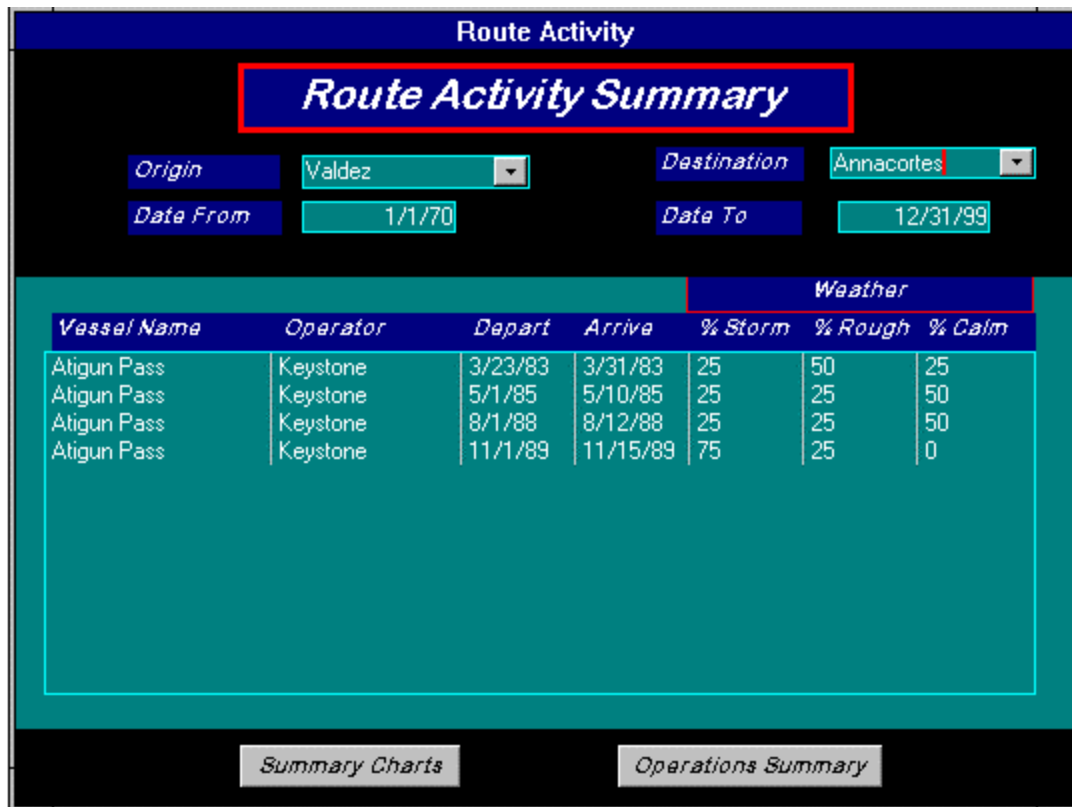 Route Activity
Route Activity Summary
Origin Valdez Destination Annacortes
Date From 1/1/70 Date To 12/31/99
Weather
Vessel Name Operator Depart Arrive % Storm % Rough % Calm
Atigun Pass Keystone 3/23/83 3/31/83 25 50 25
Atigun Pass Keystone 5/1/85 5/10/85 25 25 50
Atigun Pass Keystone 8/1/88 8/12/88 25 25 50
Atigun Pass Keystone 11/1/89 11/15/89 75 25 0
Summary Charts Operations Summary